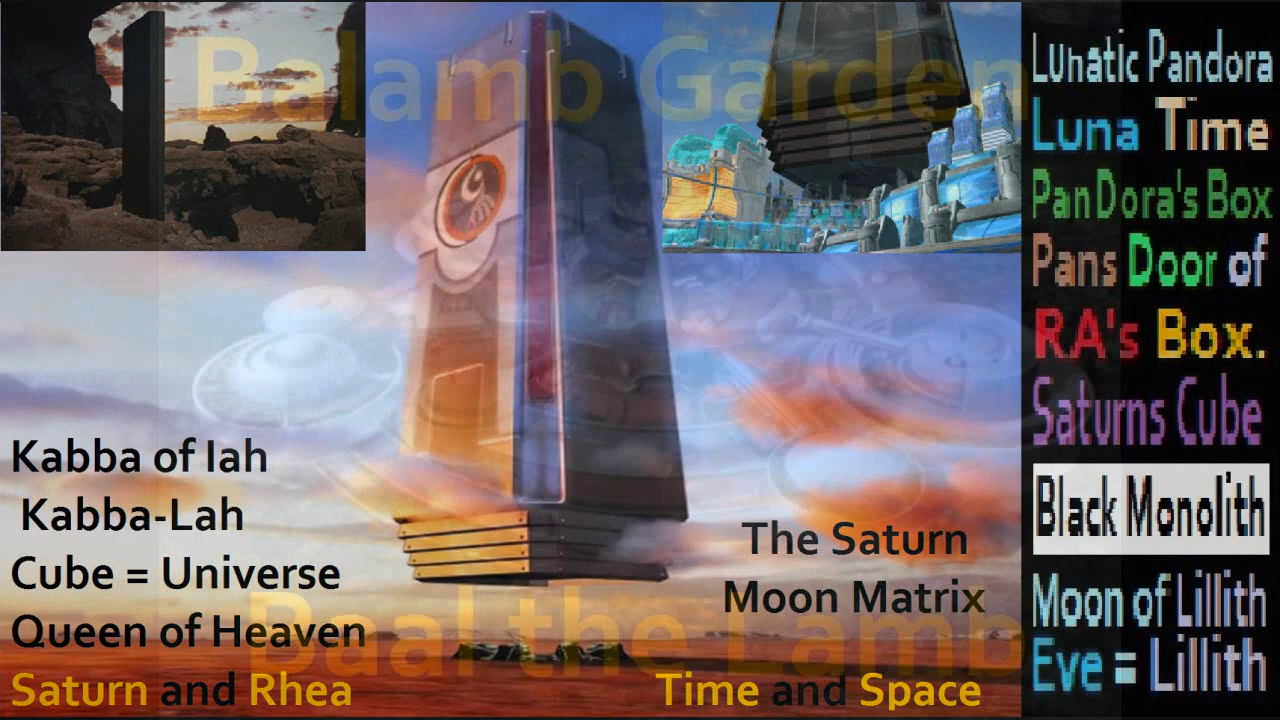 Balamb Garden
Kabba of Iah
Kabba-Lah
Cube = Universe
Queen of Heaven
Saturn and Rhea
The Saturn
Moon Matrix
Baal the Lamb
Time and Space
Lunatic Pandora
Luna Time
PanDora's Box
Pans Door of
RA's Box.
Saturns Cube
Black Monolith
Moon of Lillith
Eve = Lillith